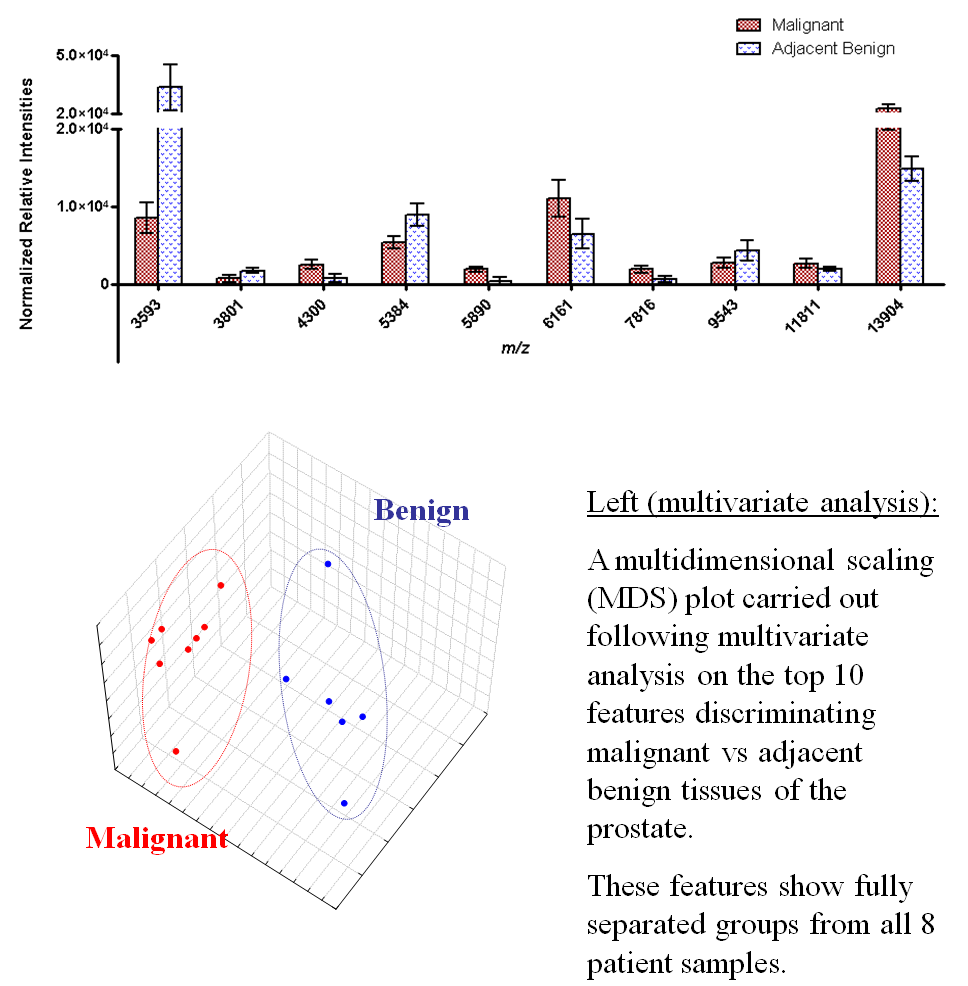 Malignant
Adjacent Benign
Normalized Relative Intensities
5.0×10⁴
2.0×10⁴
2.0×10⁴
1.0×10⁴
0
3593
3801
4300
5384
5890
6161
7816
9543
11811
13904
m/z
Benign
Malignant
Left (multivariate analysis):
A multidimensional scaling
(MDS) plot carried out
following multivariate
analysis on the top 10
features discriminating
malignant vs adjacent
benign tissues of the
prostate.
These features show fully
separated groups from all 8
patient samples.